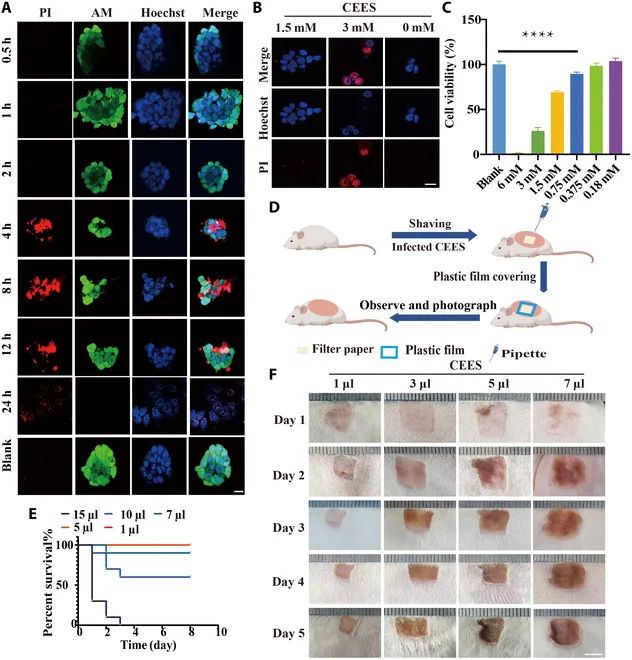 A
PI AM Hoechst Merge
0.5 h
1 h
2 h
4 h
8 h
12 h
24 h
Blank
B
CEES
1.5 mM 3 mM 0 mM
Merge
Hoechst
PI
C
Cell viability (%)
150
100
50
0
****
Blank
6 mM
3 mM
1.5 mM
0.75 mM
0.375 mM
0.18 mM
D
Shaving
Infected CEES
Plastic film covering
Observe and photograph
Filter paper Plastic film Pipette
E
15 µl 10 µl 7 µl
5 µl 1 µl
Percent survival%
100
50
0
0 2 4 6 8 10
Time (day)
F
CEES
1 µl 3 µl 5 µl 7 µl
Day 1
Day 2
Day 3
Day 4
Day 5